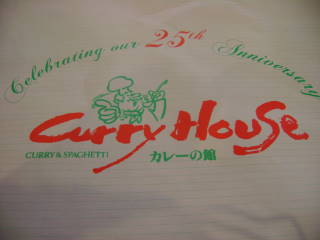 Celebrating our 25th Anniversary
Curry House
CURRY & SPAGHETTI カレーの館